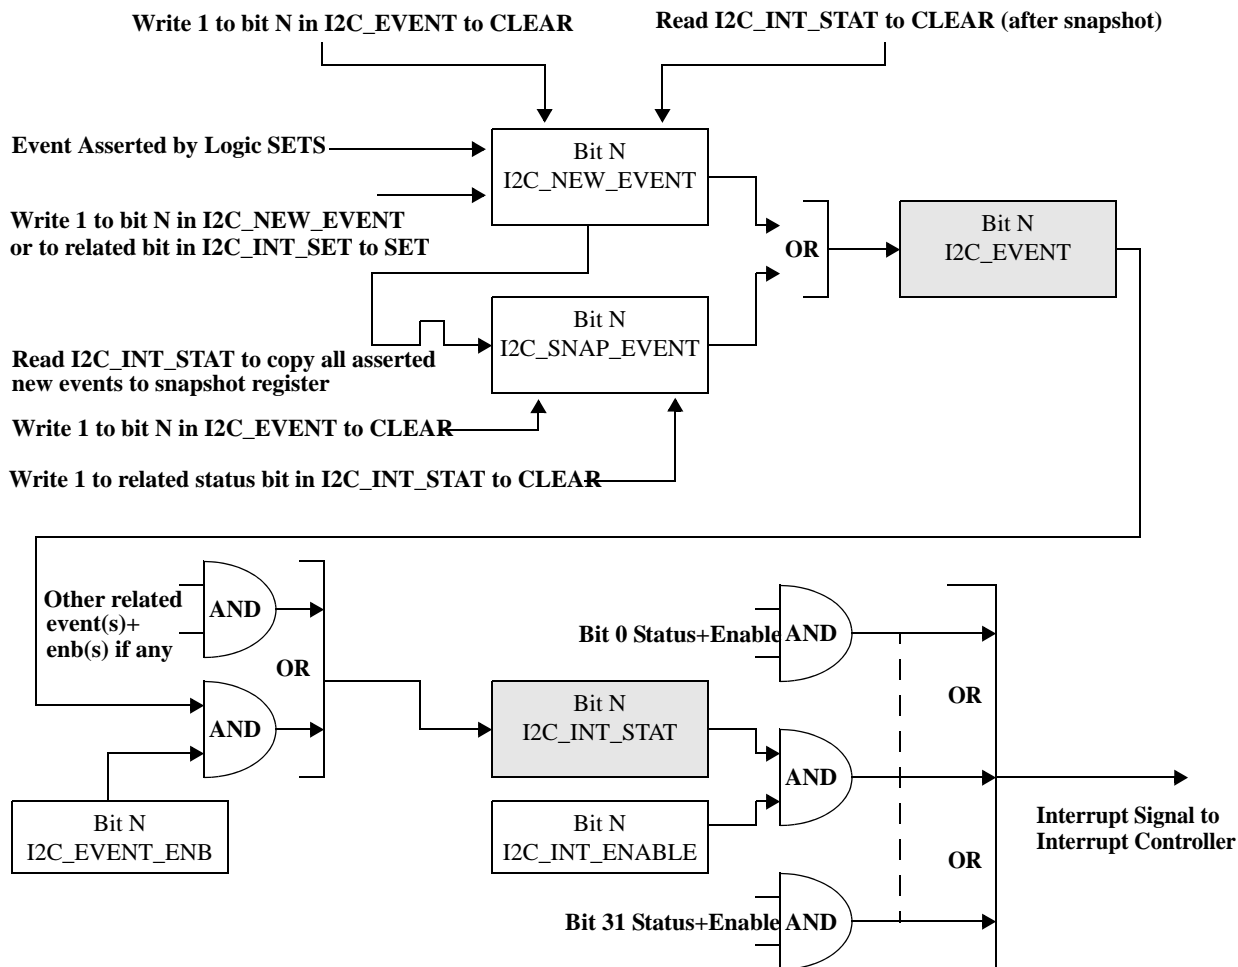 Write 1 to bit N in I2C_EVENT to CLEAR
Read I2C_INT_STAT to CLEAR (after snapshot)
Event Asserted by Logic SETS
Bit N
I2C_NEW_EVENT
Write 1 to bit N in I2C_NEW_EVENT
or to related bit in I2C_INT_SET to SET
OR
Bit N
I2C_EVENT
Bit N
I2C_SNAP_EVENT
Read I2C_INT_STAT to copy all asserted
new events to snapshot register
Write 1 to bit N in I2C_EVENT to CLEAR
Write 1 to related status bit in I2C_INT_STAT to CLEAR
Other related
event(s)+
enb(s) if any
AND
OR
AND
Bit N
I2C_EVENT_ENB
Bit N
I2C_INT_STAT
Bit N
I2C_INT_ENABLE
Bit 0 Status+Enable
AND
AND
Bit 31 Status+Enable
AND
OR
OR
Interrupt Signal to
Interrupt Controller